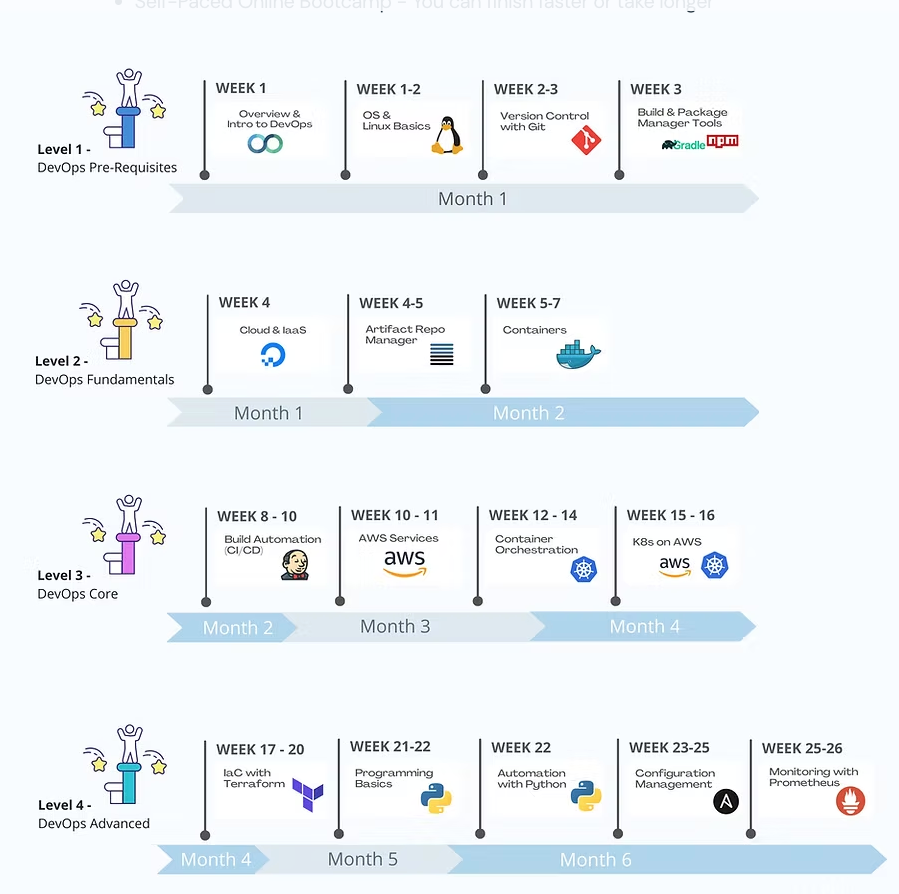 Self-Paced Online Bootcamp - You can finish faster or take longer
WEEK 1
Overview &
Intro to DevOps
WEEK 1-2
OS &
Linux Basics
WEEK 2-3
Version Control
with Git
WEEK 3
Build & Package
Manager Tools
Gradle
npm
Level 1 -
DevOps Pre-Requisites
Month 1
WEEK 4
Cloud & IaaS
WEEK 4-5
Artifact Repo
Manager
WEEK 5-7
Containers
Level 2 -
DevOps Fundamentals
Month 1
Month 2
WEEK 8 - 10
Build Automation
(CI/CD)
WEEK 10 - 11
AWS Services
aws
WEEK 12 - 14
Container
Orchestration
WEEK 15 - 16
K8s on AWS
aws
Level 3 -
DevOps Core
Month 2
Month 3
Month 4
WEEK 17 - 20
IaC with
Terraform
WEEK 21-22
Programming
Basics
WEEK 22
Automation
with Python
WEEK 23-25
Configuration
Management
A
WEEK 25-26
Monitoring with
Prometheus
Level 4 -
DevOps Advanced
Month 4
Month 5
Month 6